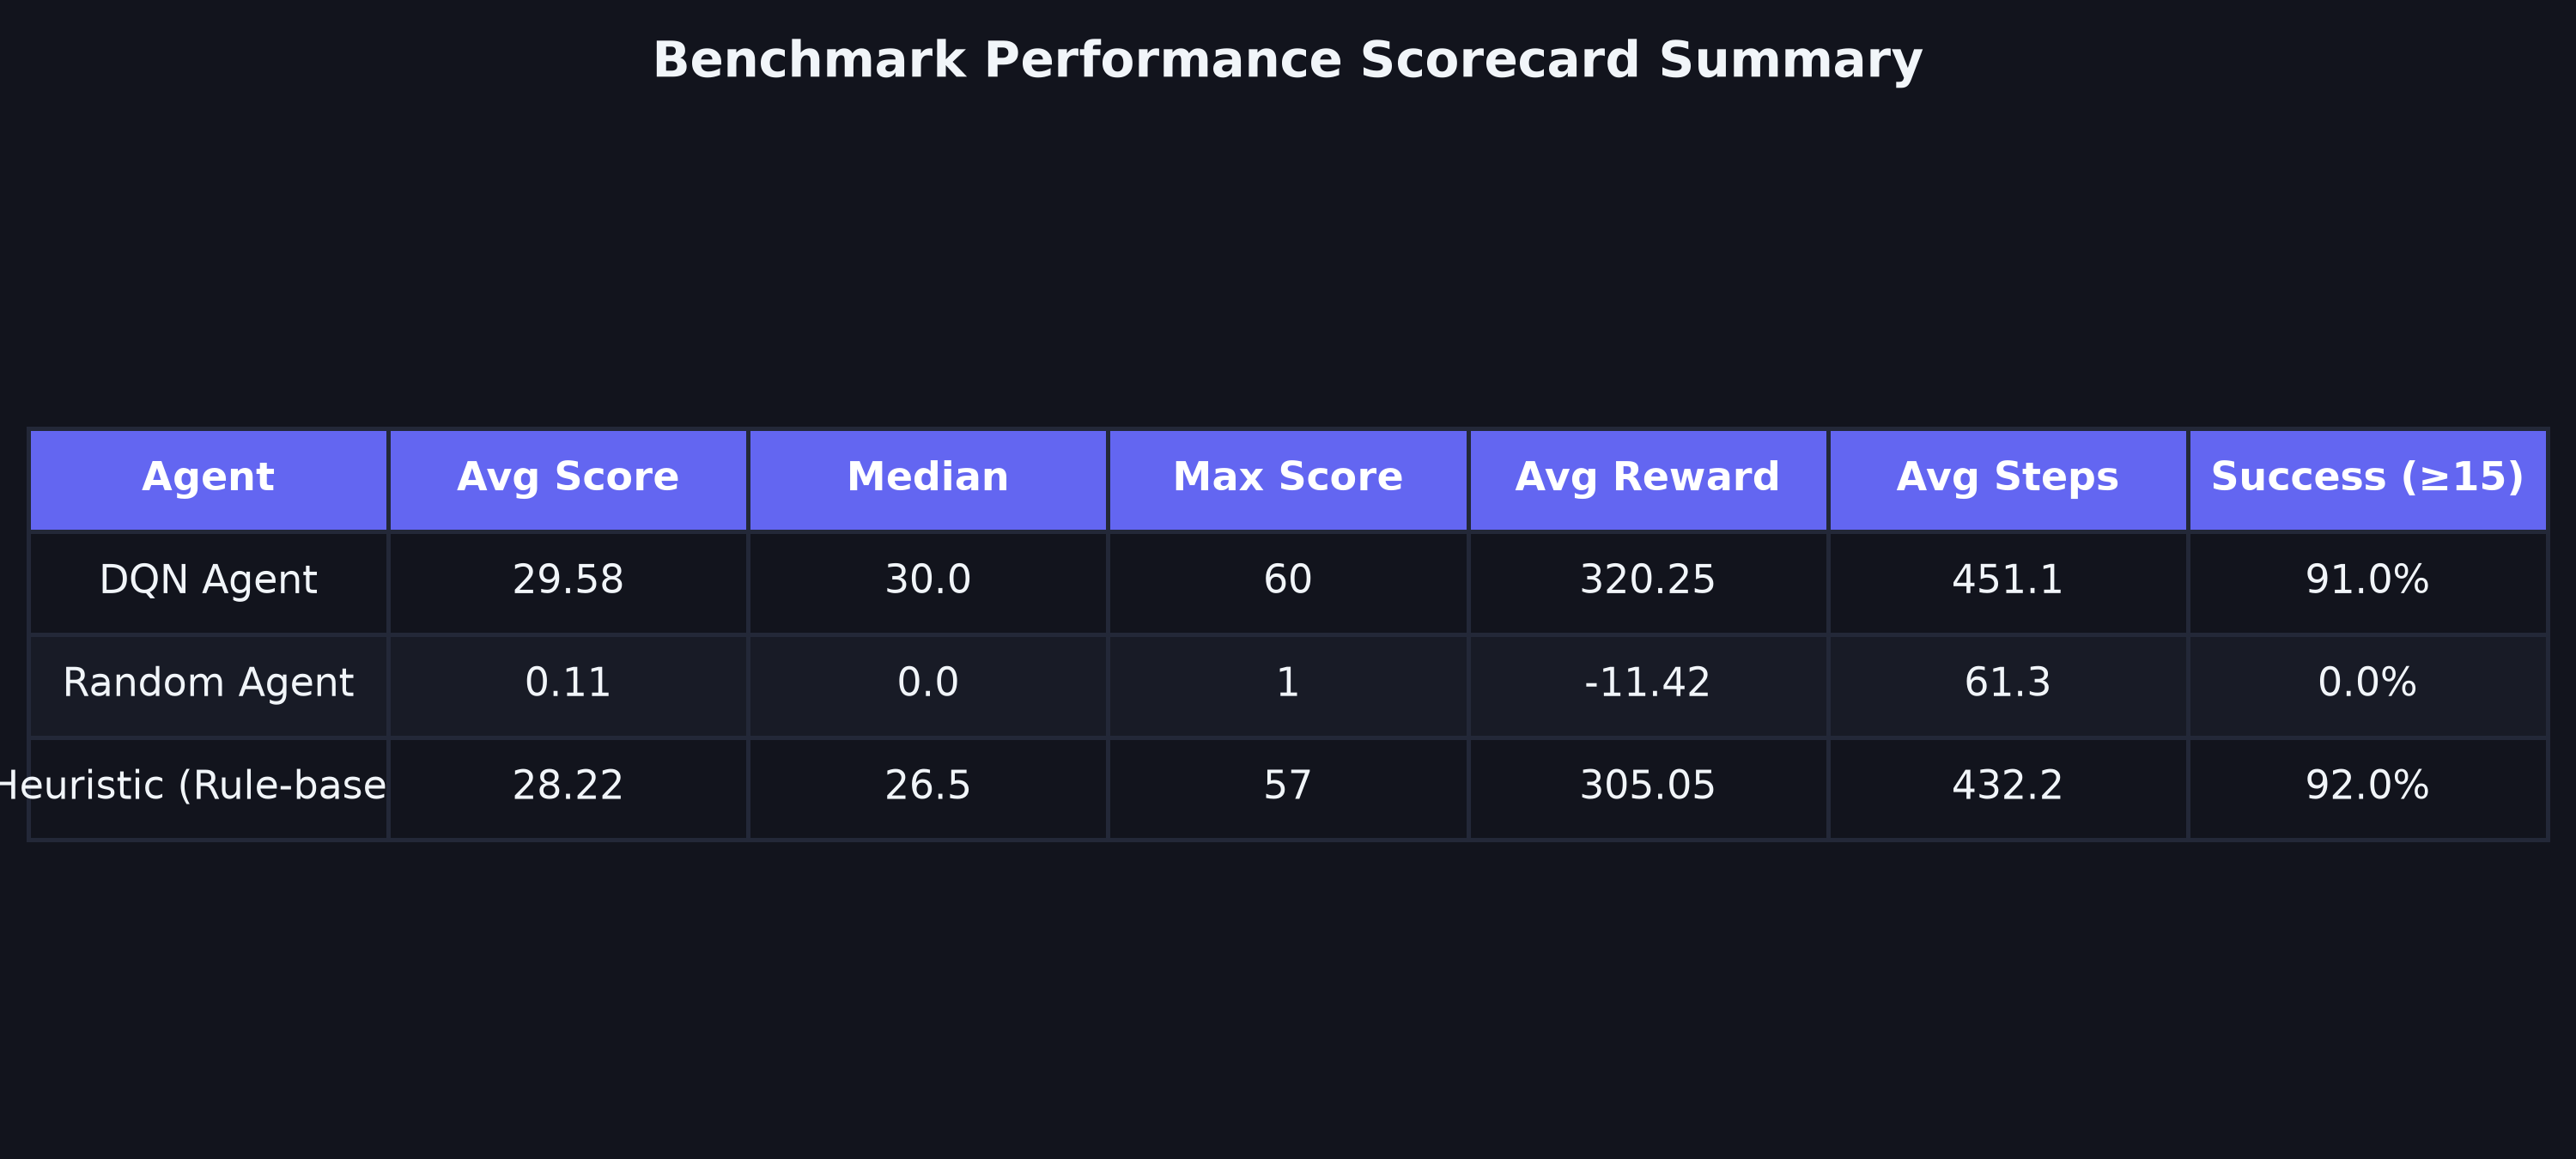 Benchmark Performance Scorecard Summary
Agent Avg Score Median Max Score Avg Reward Avg Steps Success (≥15)
DQN Agent 29.58 30.0 60 320.25 451.1 91.0%
Random Agent 0.11 0.0 1 -11.42 61.3 0.0%
Heuristic (Rule-base 28.22 26.5 57 305.05 432.2 92.0%